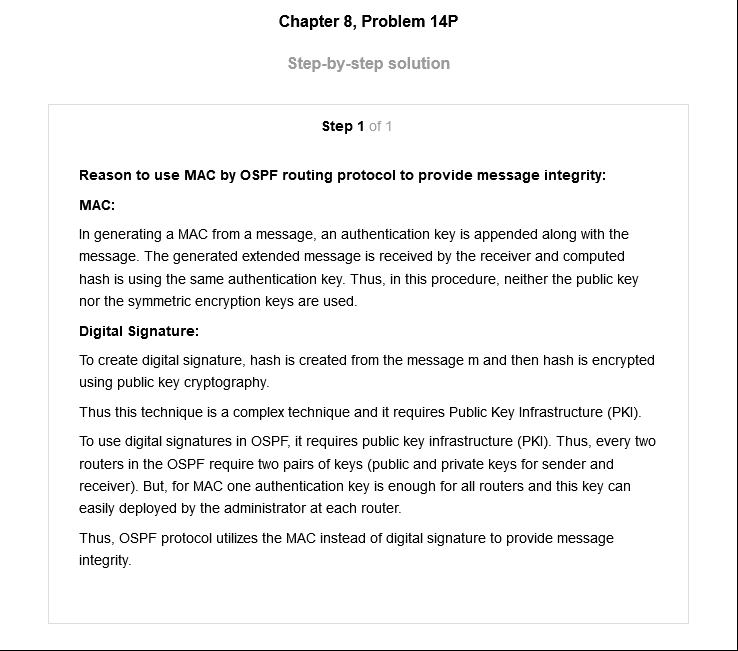 Chapter 8, Problem 14P
Step-by-step solution
Step 1 of 1
Reason to use MAC by OSPF routing protocol to provide message integrity:
MAC:
In generating a MAC from a message, an authentication key is appended along with the
message. The generated extended message is received by the receiver and computed
hash is using the same authentication key. Thus, in this procedure, neither the public key
nor the symmetric encryption keys are used.
Digital Signature:
To create digital signature, hash is created from the message m and then hash is encrypted
using public key cryptography.
Thus this technique is a complex technique and it requires Public Key Infrastructure (PKI).
To use digital signatures in OSPF, it requires public key infrastructure (PKI). Thus, every two
routers in the OSPF require two pairs of keys (public and private keys for sender and
receiver). But, for MAC one authentication key is enough for all routers and this key can
easily deployed by the administrator at each router.
Thus, OSPF protocol utilizes the MAC instead of digital signature to provide message
integrity.